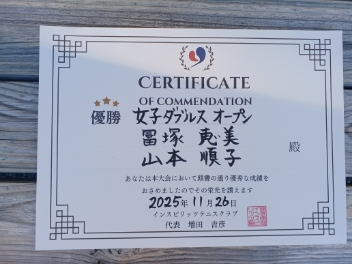 CERTIFICATE
OF COMMENDATION
優勝 女子ダブルス オープン
冨塚 恵美
山本 順子
殿
あなたは本大会において頭書の通り優秀な成績を
おさめましたのでその栄光を讃えます
2025年11月26日
インスピリッツテニスクラブ
代表 増田 吉彦